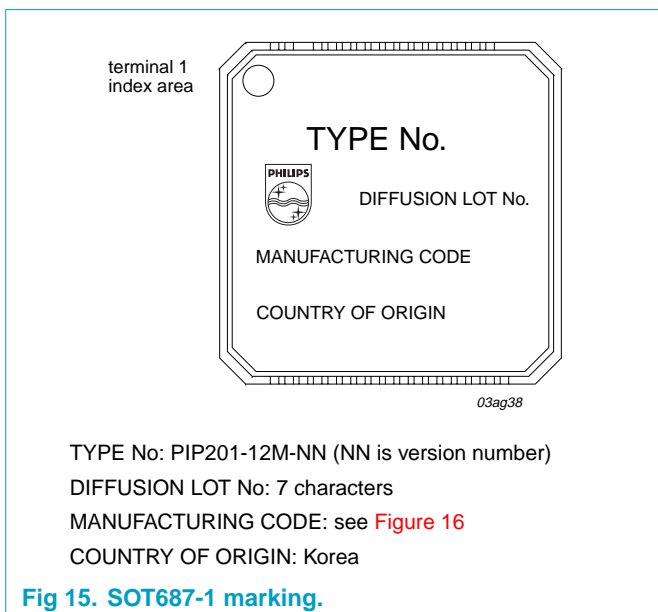 terminal 1
index area
TYPE No.
PHILIPS
DIFFUSION LOT No.
MANUFACTURING CODE
COUNTRY OF ORIGIN
03ag38
TYPE No: PIP201-12M-NN (NN is version number)
DIFFUSION LOT No: 7 characters
MANUFACTURING CODE: see Figure 16
COUNTRY OF ORIGIN: Korea
Fig 15. SOT687-1 marking.